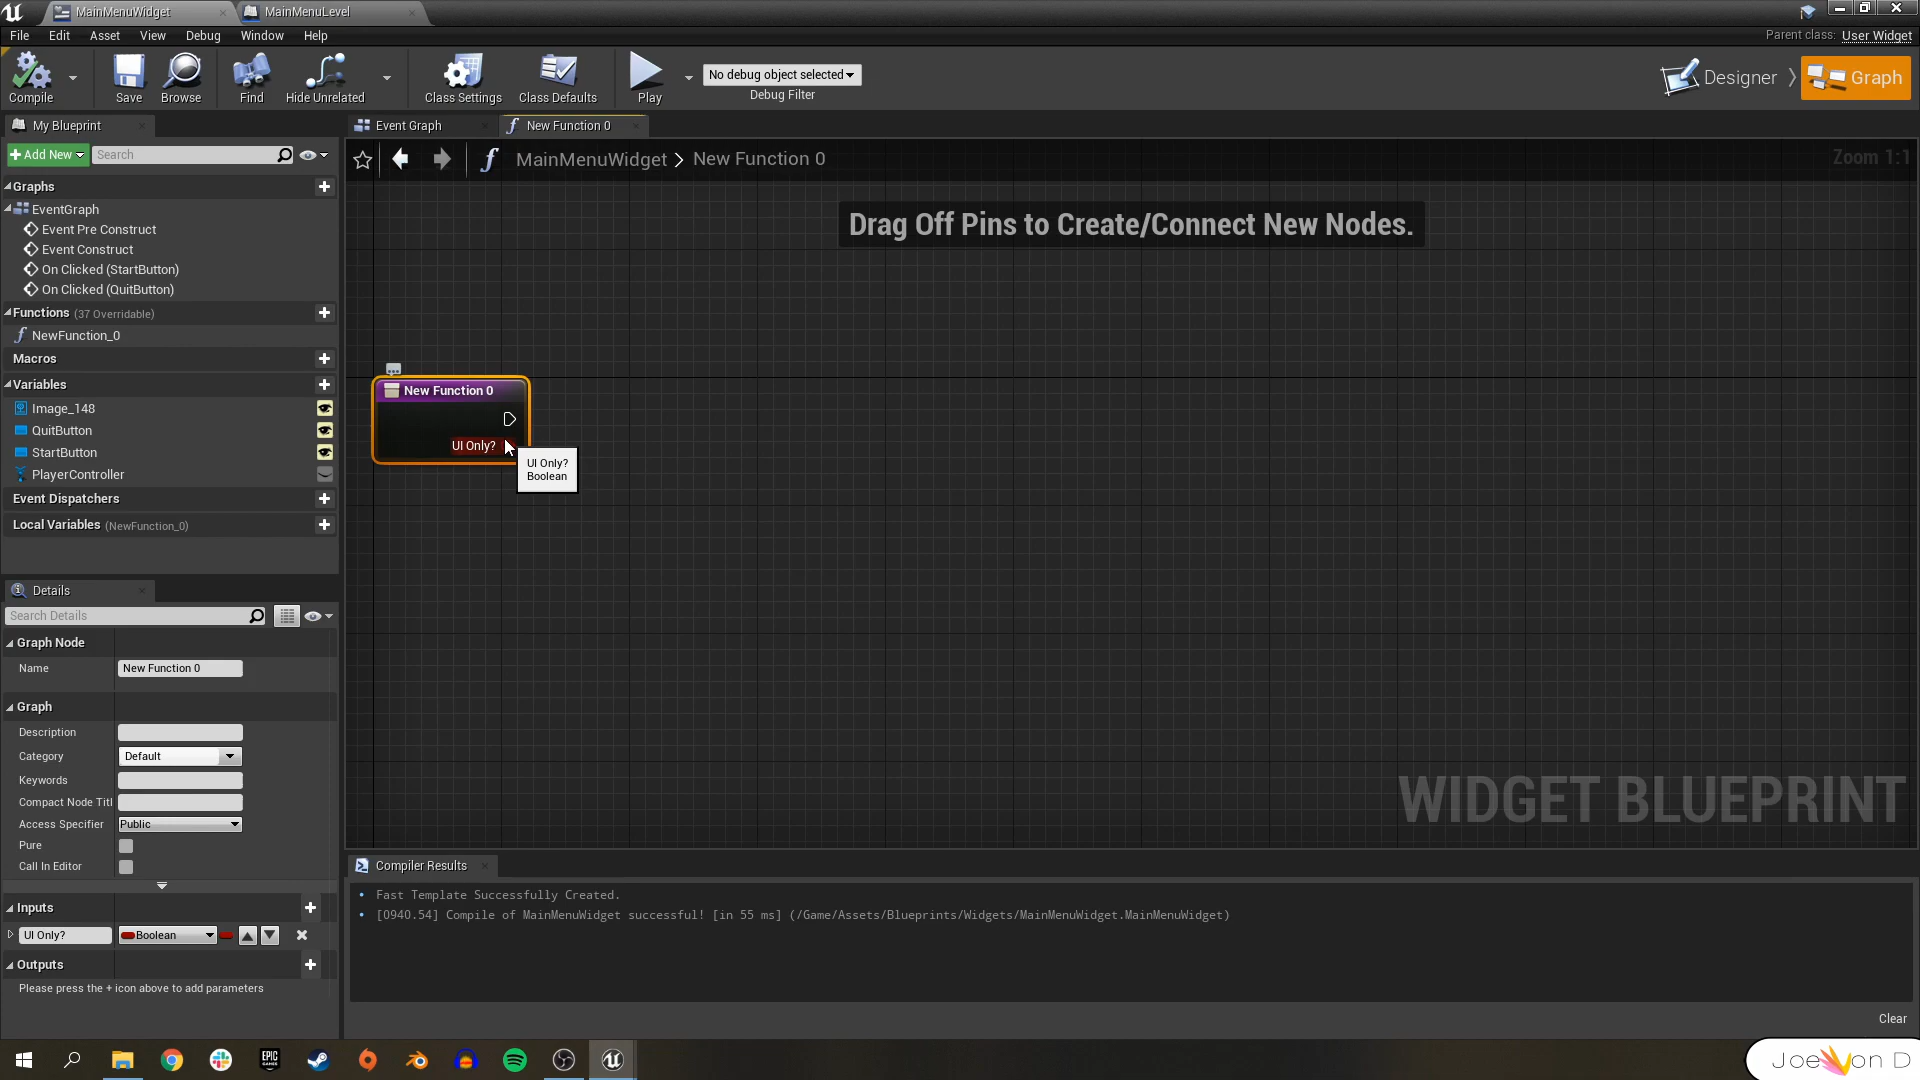 MainMenuWidget
MainMenuLevel
File Edit Asset View Debug Window Help
Parent class: User Widget
Compile
Save
Browse
Find
Hide Unrelated
Class Settings
Class Defaults
Play
No debug object selected
Debug Filter
Designer
Graph
My Blueprint
Event Graph
New Function 0
Add New
Search
MainMenuWidget > New Function 0
Zoom 1:1
Graphs
EventGraph
Event Pre Construct
Event Construct
On Clicked (StartButton)
On Clicked (QuitButton)
Functions (37 Overridable)
NewFunction_0
Macros
Variables
Image_148
QuitButton
StartButton
PlayerController
Event Dispatchers
Local Variables (NewFunction_0)
Drag Off Pins to Create/Connect New Nodes.
New Function 0
UI Only?
UI Only?
Boolean
WIDGET BLUEPRINT
Details
Search Details
Graph Node
Name New Function 0
Graph
Description
Category Default
Keywords
Compact Node Titl
Access Specifier Public
Pure
Call In Editor
Inputs
UI Only? Boolean
Outputs
Please press the + icon above to add parameters
Compiler Results
Fast Template Successfully Created.
[0940.54] Compile of MainMenuWidget successful! [in 55 ms] (/Game/Assets/Blueprints/Widgets/MainMenuWidget.MainMenuWidget)
Clear
EPIC GAMES